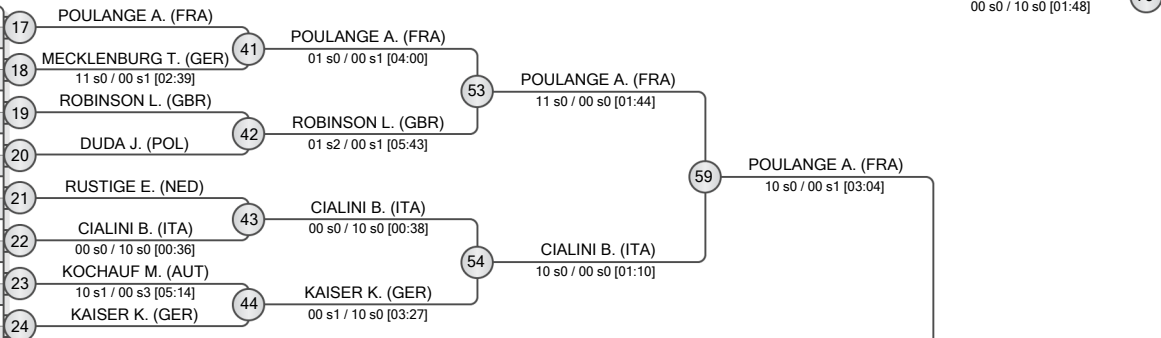 00 s0 / 10 s0 [01:48]
17
POULANGE A. (FRA)
41
POULANGE A. (FRA)
01 s0 / 00 s1 [04:00]
18
MECKLENBURG T. (GER)
11 s0 / 00 s1 [02:39]
53
POULANGE A. (FRA)
11 s0 / 00 s0 [01:44]
19
ROBINSON L. (GBR)
42
ROBINSON L. (GBR)
01 s2 / 00 s1 [05:43]
20
DUDA J. (POL)
59
POULANGE A. (FRA)
10 s0 / 00 s1 [03:04]
21
RUSTIGE E. (NED)
43
CIALINI B. (ITA)
00 s0 / 10 s0 [00:38]
22
CIALINI B. (ITA)
00 s0 / 10 s0 [00:36]
54
CIALINI B. (ITA)
10 s0 / 00 s0 [01:10]
23
KOCHAUF M. (AUT)
10 s1 / 00 s3 [05:14]
44
KAISER K. (GER)
00 s1 / 10 s0 [03:27]
24
KAISER K. (GER)